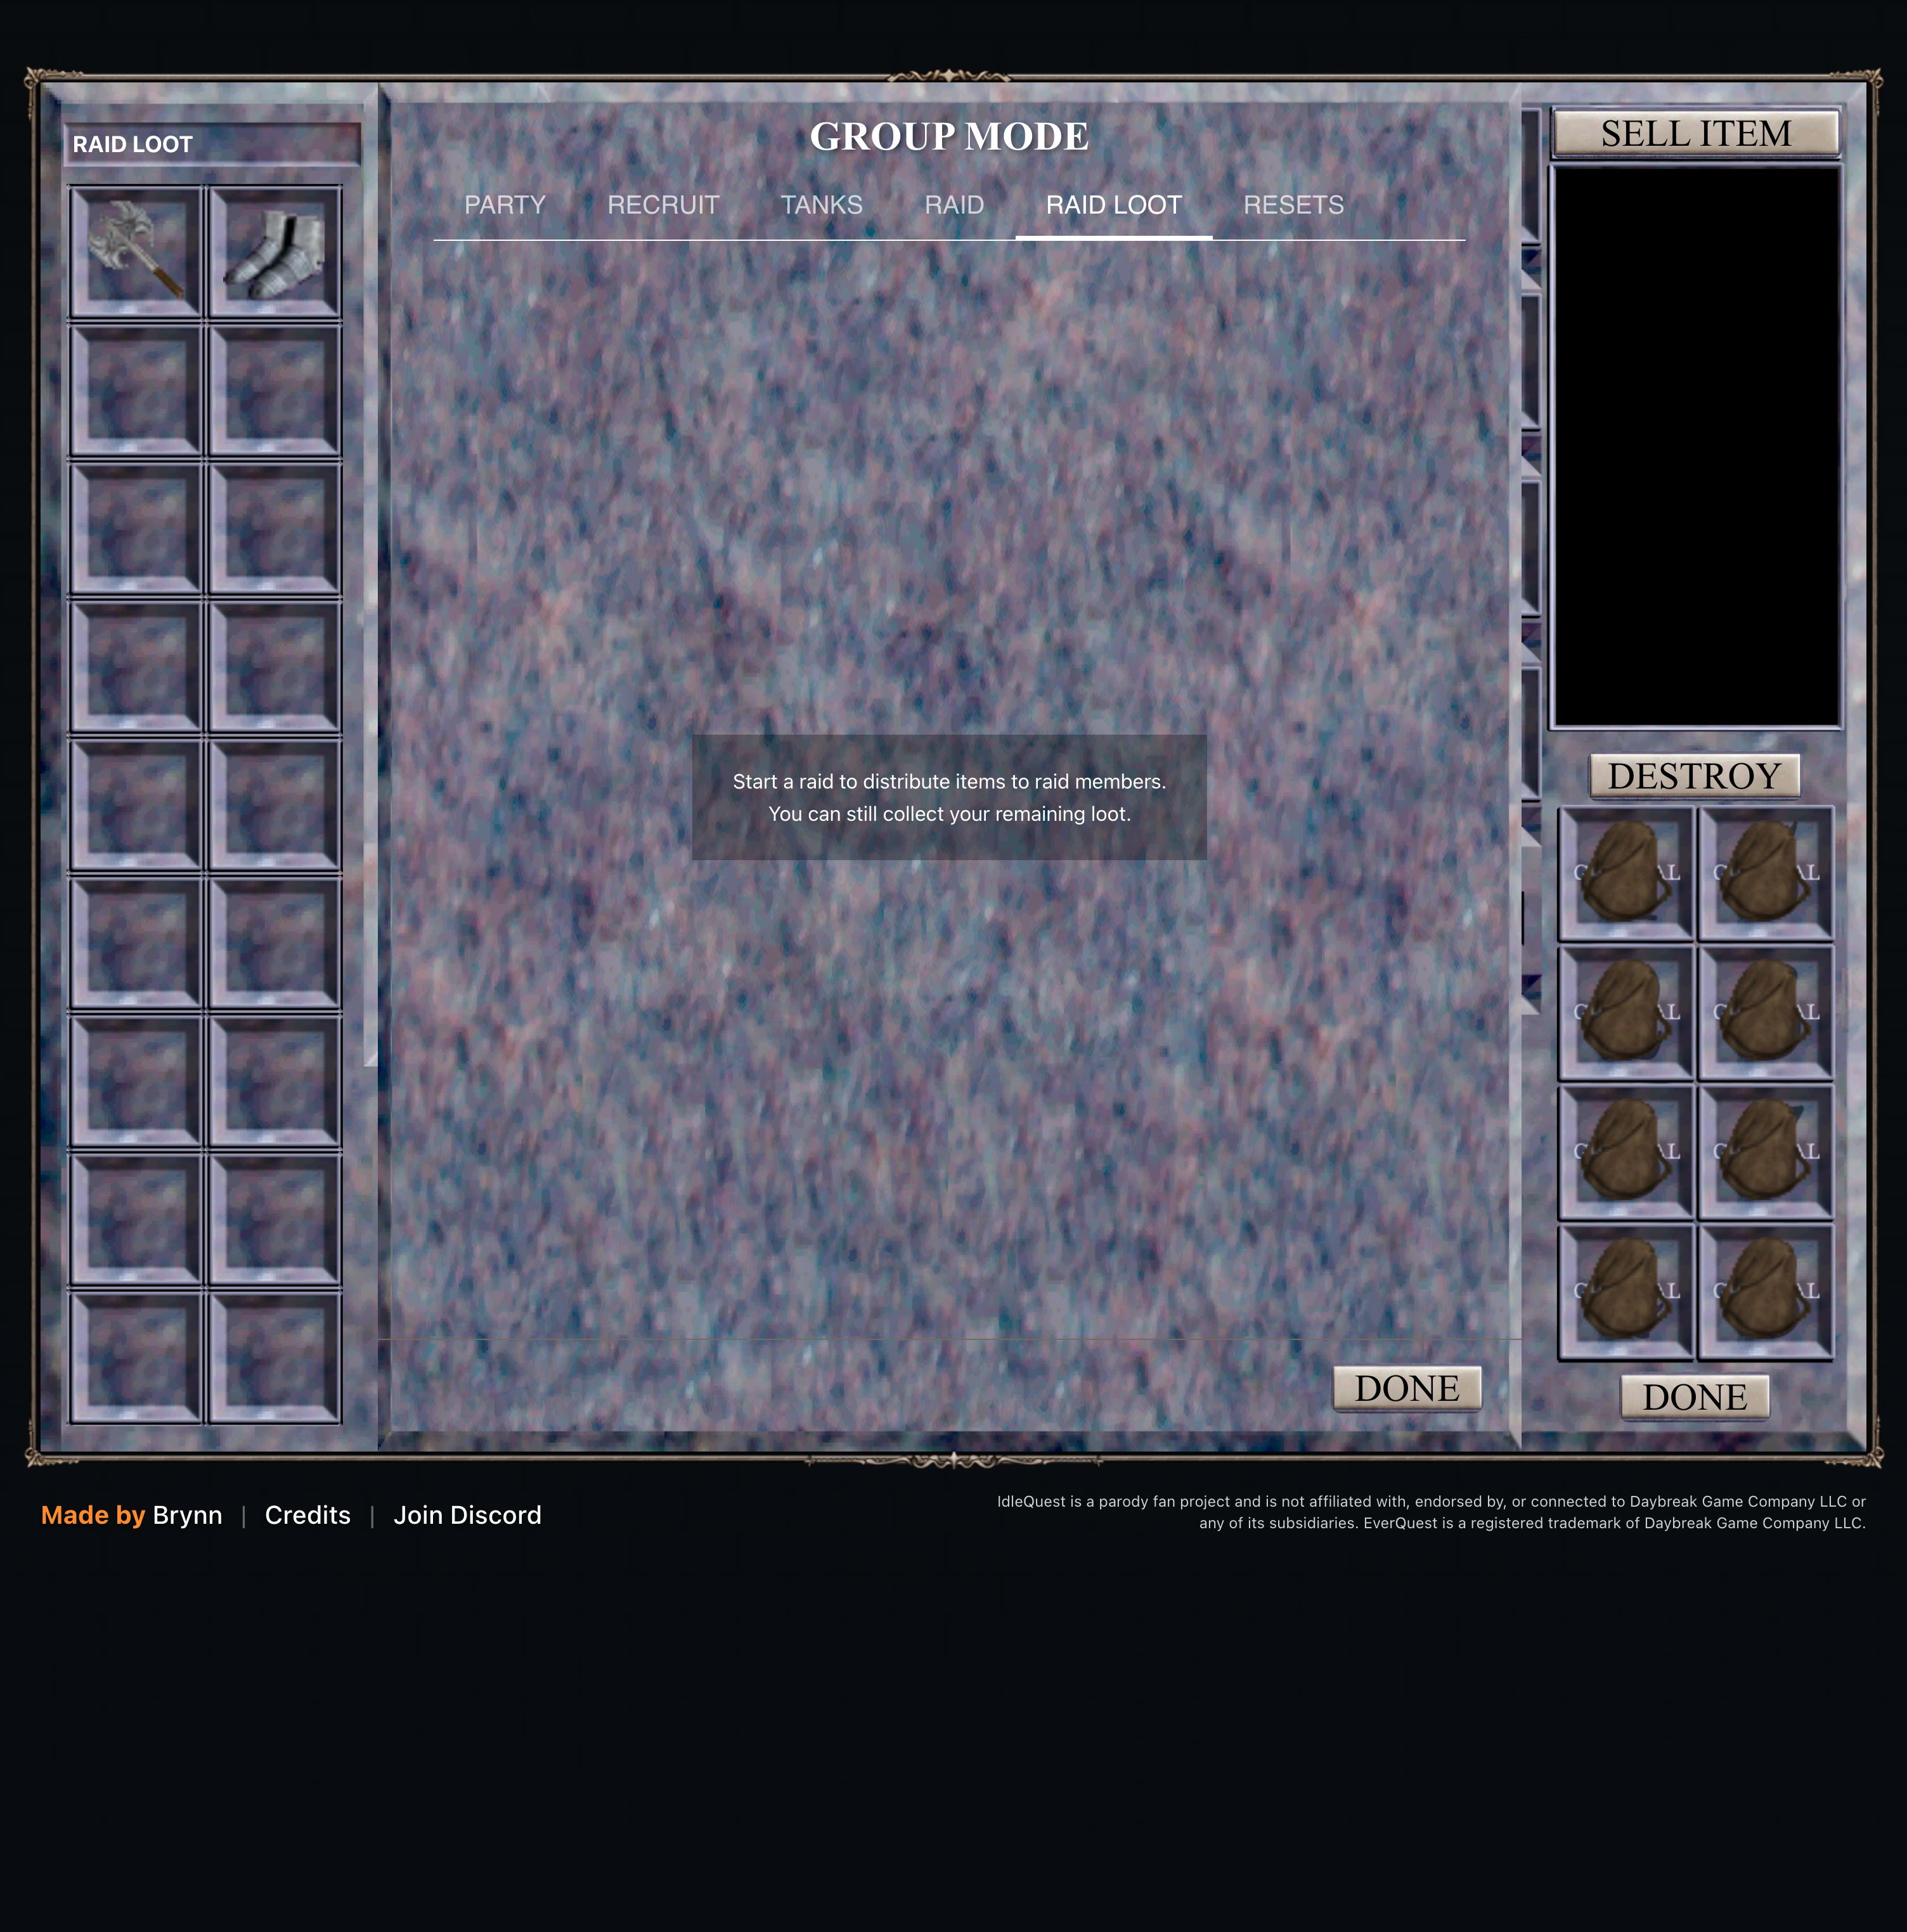 RAID LOOT
GROUP MODE
PARTY RECRUIT TANKS RAID RAID LOOT RESETS
Start a raid to distribute items to raid members.
You can still collect your remaining loot.
DONE
SELL ITEM
DESTROY
DONE
Made by Brynn | Credits | Join Discord
IdleQuest is a parody fan project and is not affiliated with, endorsed by, or connected to Daybreak Game Company LLC or
any of its subsidiaries. EverQuest is a registered trademark of Daybreak Game Company LLC.